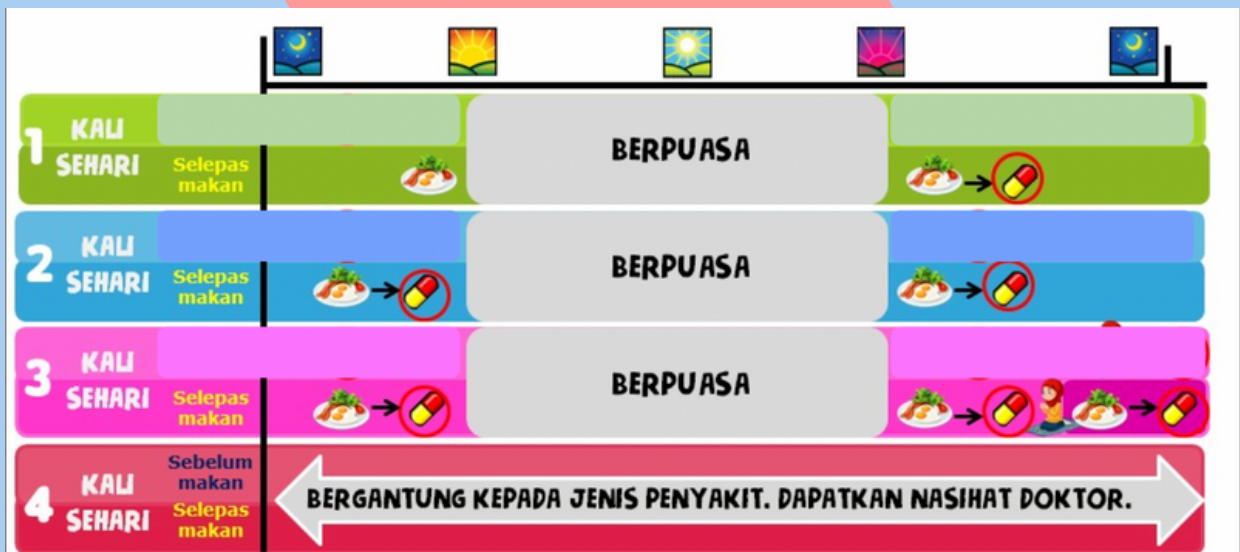 1 KALI
SEHARI
Selepas
makan
BERPUASA
2 KALI
SEHARI
Selepas
makan
BERPUASA
3 KALI
SEHARI
Selepas
makan
BERPUASA
4 KALI
SEHARI
Sebelum
makan
Selepas
makan
BERGANTUNG KEPADA JENIS PENYAKIT. DAPATKAN NASIHAT DOKTOR.